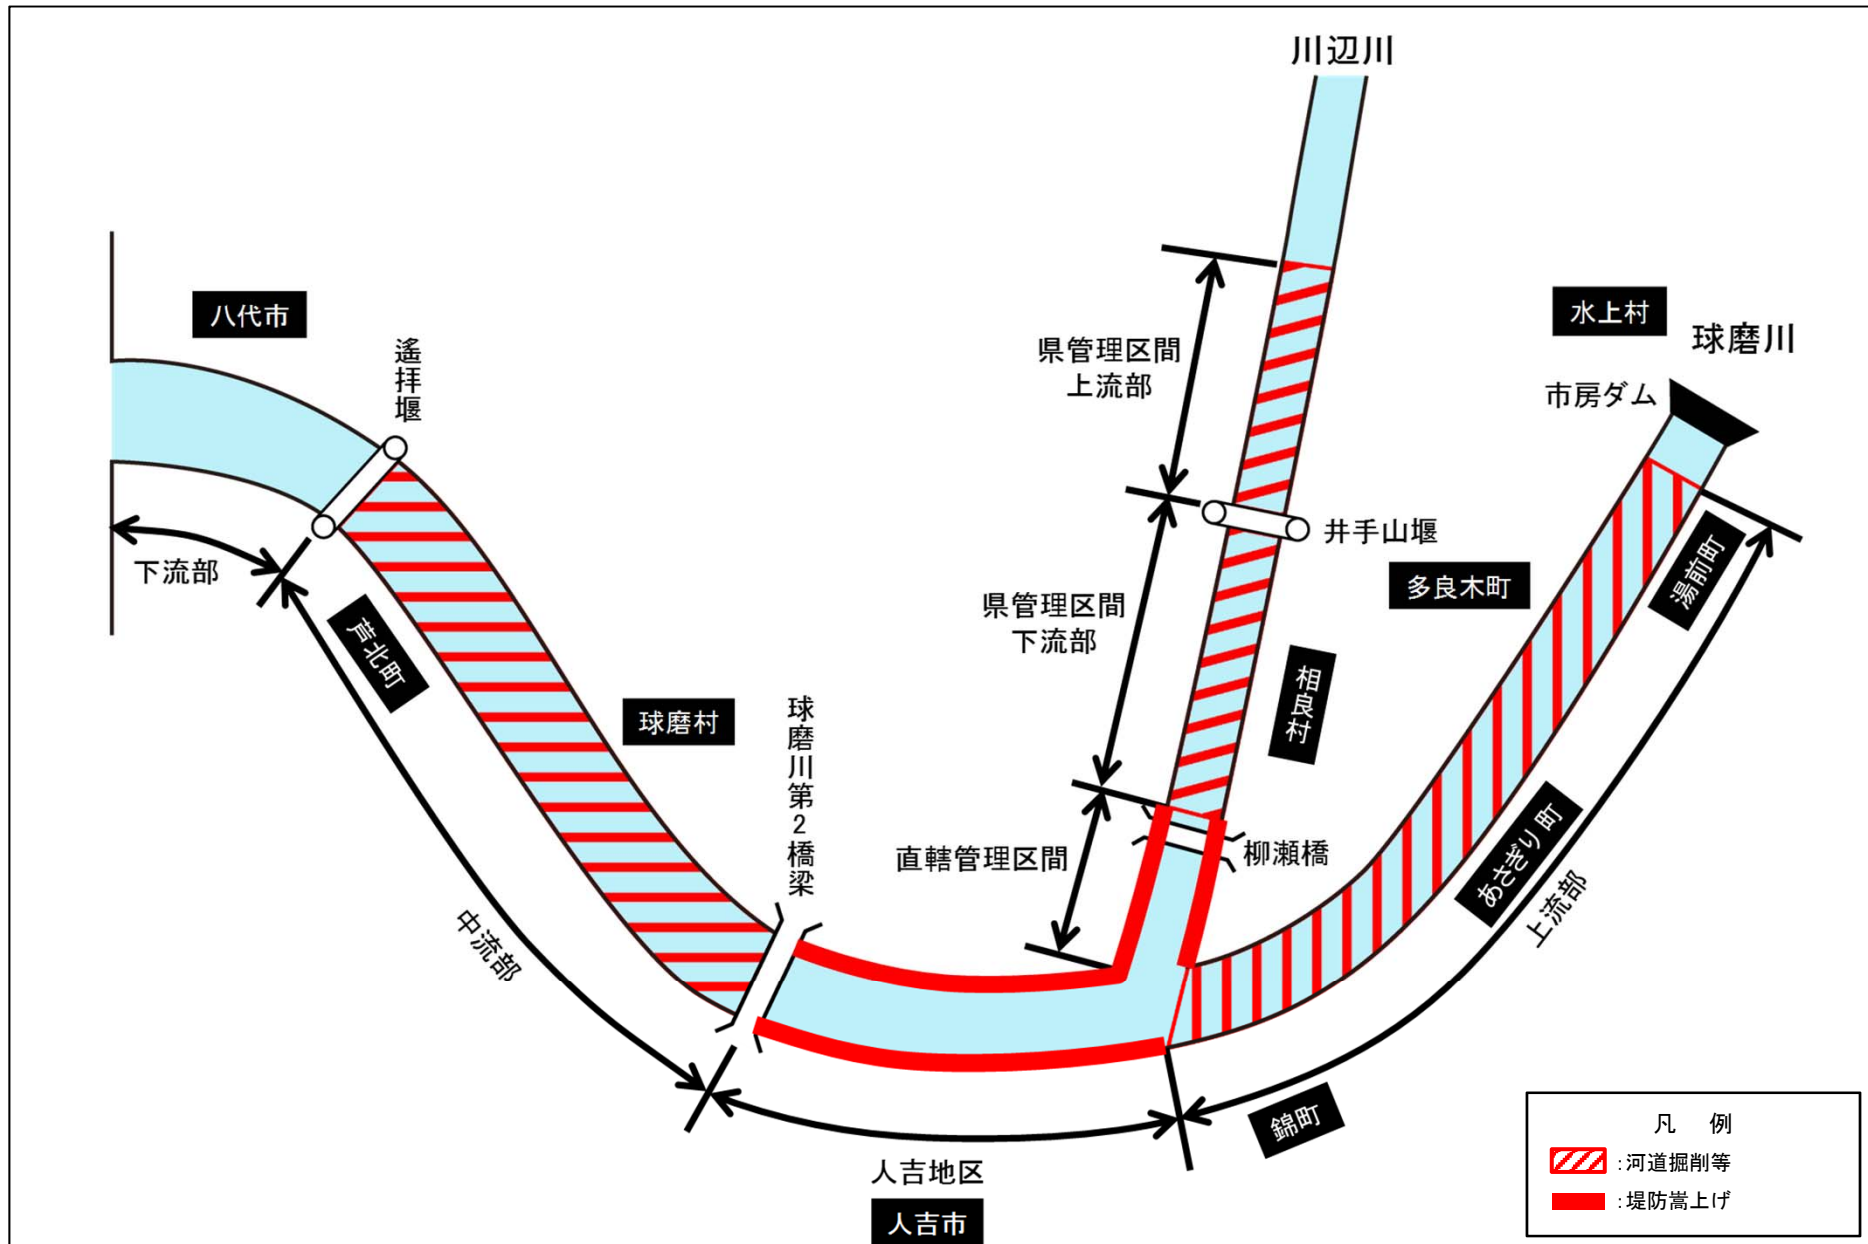 川辺川
水上村
球磨川
市房ダム
八代市
遙拝堰
県管理区間
上流部
井手山堰
下流部
多良木町
湯前町
県管理区間
下流部
芦北町
相良村
球磨村
球磨川第2橋梁
直轄管理区間
柳瀬橋
あさぎり町
上流部
中流部
錦町
人吉地区
人吉市
凡 例
:河道掘削等
:堤防嵩上げ